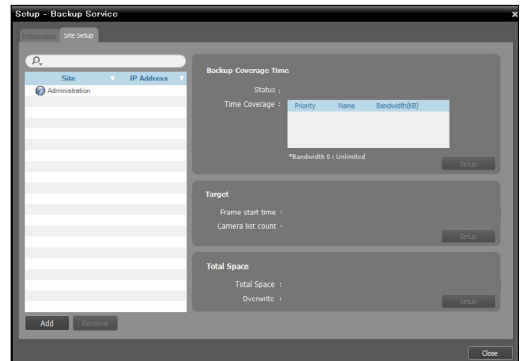 Setup - Backup Service
x
Information
Site Setup
Site
IP Address
Administration
Add
Remove
Backup Coverage Time
Status :
Time Coverage :
Priority
Name
Bandwidth(KB)
*Bandwidth 0 : Unlimited
Setup
Target
Frame start time :
Camera list count :
Setup
Total Space
Total Space :
Overwrite :
Setup
Close